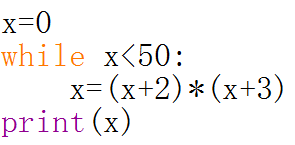 x=0
while x<50:
    x=(x+2)*(x+3)
print(x)